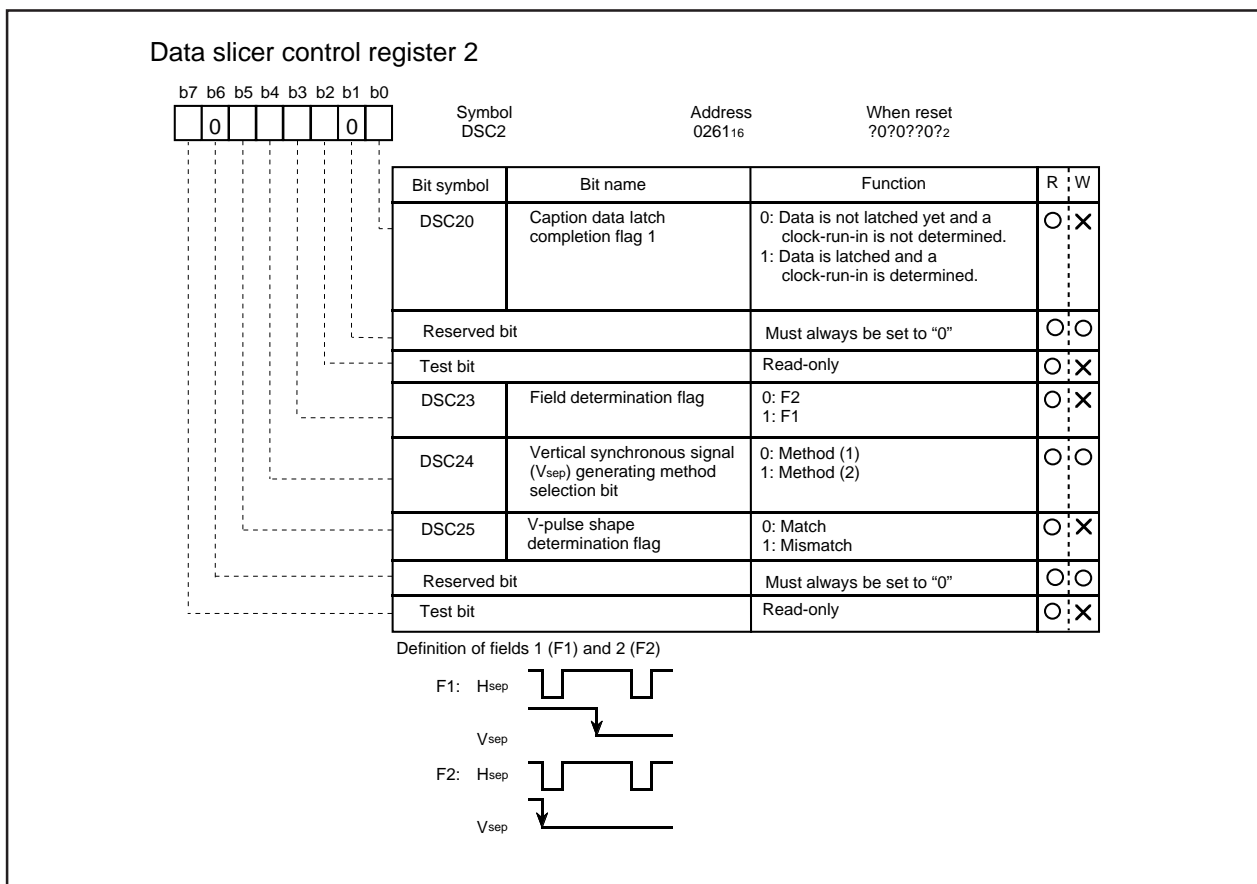 Data slicer control register 2
b7 b6 b5 b4 b3 b2 b1 b0
0 0
Symbol Address When reset
DSC2 026116 ?0?0??0?2
Bit symbol Bit name Function R W
DSC20 Caption data latch completion flag 1 0: Data is not latched yet and a clock-run-in is not determined.
1: Data is latched and a clock-run-in is determined.
Reserved bit Must always be set to “0”
Test bit Read-only
DSC23 Field determination flag 0: F2
1: F1
DSC24 Vertical synchronous signal (Vsep) generating method selection bit 0: Method (1)
1: Method (2)
DSC25 V-pulse shape determination flag 0: Match
1: Mismatch
Reserved bit Must always be set to “0”
Test bit Read-only
Definition of fields 1 (F1) and 2 (F2)
F1: Hsep
Vsep
F2: Hsep
Vsep